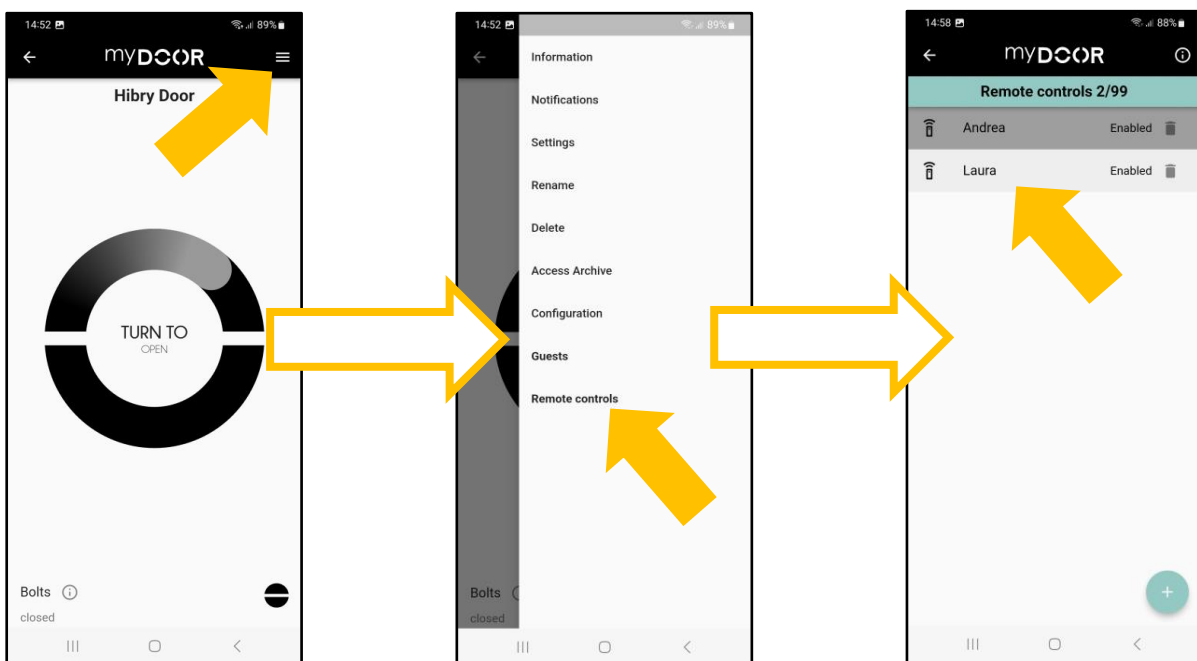 14:52 89%
myDOOR
Hibry Door
TURN TO
OPEN
Bolts
closed
14:52 89%
Information
Notifications
Settings
Rename
Delete
Access Archive
Configuration
Guests
Remote controls
Bolts
closed
14:58 88%
myDOOR
Remote controls 2/99
Andrea Enabled
Laura Enabled